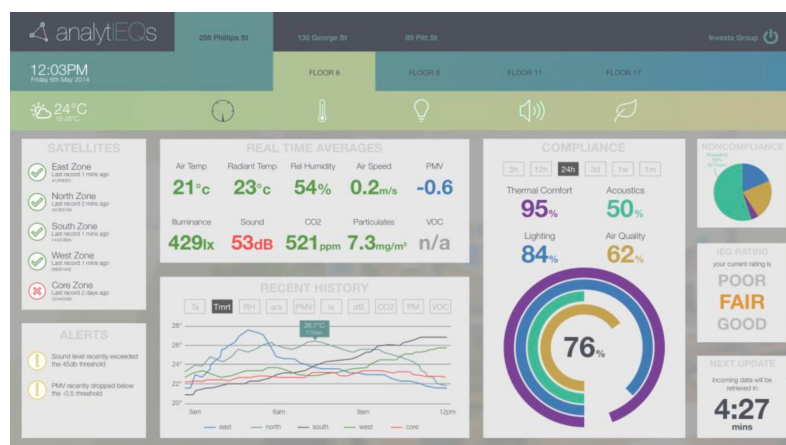 analytIEQs
256 Phillips St
130 George St
89 Pitt St
Investa Group
12:03PM
Friday 6th May 2014
FLOOR 6
FLOOR 8
FLOOR 11
FLOOR 17
24°C
SATELLITES
East Zone
Last record 1 mins ago
North Zone
Last record 2 mins ago
South Zone
Last record 1 mins ago
West Zone
Last record 1 mins ago
Core Zone
Last record 2 days ago
ALERTS
Sound level recently exceeded
the 45db threshold
PMV recently dropped below
the -0.5 threshold
REAL TIME AVERAGES
Air Temp Radiant Temp Rel Humidity Air Speed PMV
21°c 23°c 54% 0.2m/s -0.6
Illuminance Sound CO2 Particulates VOC
429lx 53dB 521ppm 7.3mg/m³ n/a
RECENT HISTORY
Ta Tmrt RH a/s PMV lx dB CO2 PM VOC
28°
26°
24°
22°
20°
26.7°C
3am 6am 9am 12pm
east north south west core
COMPLIANCE
3h 12h 24h 3d 1w 1m
Thermal Comfort Acoustics
95% 50%
Lighting Air Quality
84% 62%
76%
NONCOMPLIANCE
Acoustics
IEQ RATING
your current rating is
POOR
FAIR
GOOD
NEXT UPDATE
Incoming data will be
retrieved in
4:27
mins